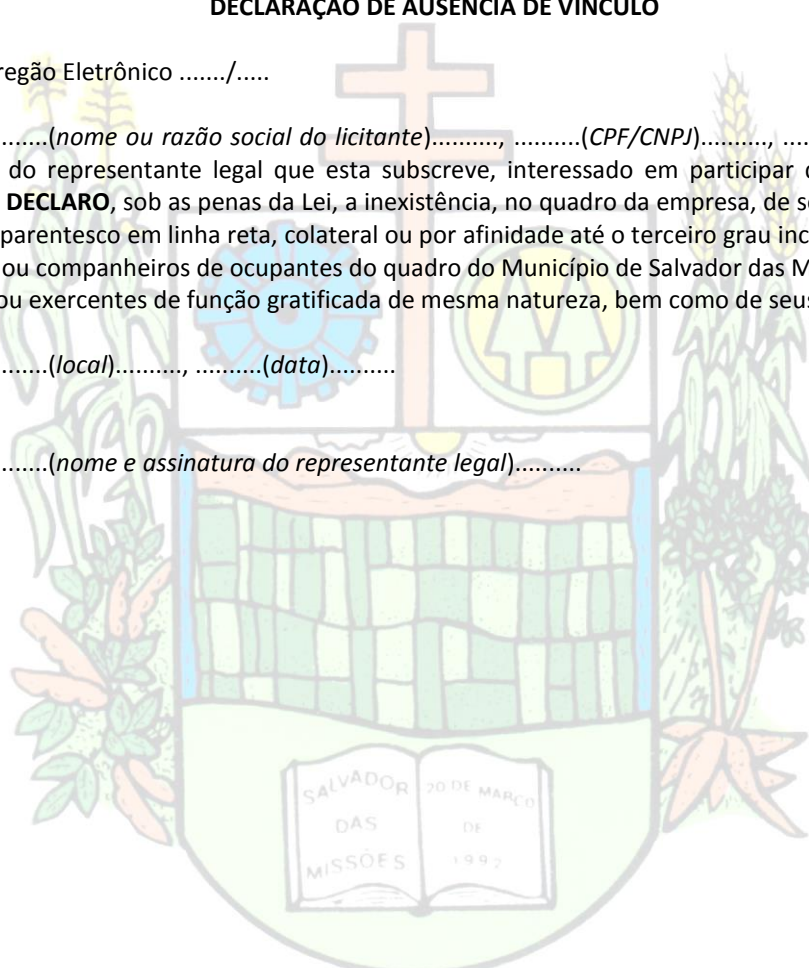 DECLARAÇÃO DE AUSÊNCIA DE VÍNCULO
regão Eletrônico ......./.....
.......(nome ou razão social do licitante).........., ..........(CPF/CNPJ).........., .....
do representante legal que esta subscreve, interessado em participar
DECLARO, sob as penas da Lei, a inexistência, no quadro da empresa, de
parentesco em linha reta, colateral ou por afinidade até o terceiro grau
ou companheiros de ocupantes do quadro do Município de Salvador das
ou exercentes de função gratificada de mesma natureza, bem como de seus
........(local).........., ..........(data)..........
.......(nome e assinatura do representante legal)..........
SALVADOR 20 DE MARÇO
DAS DE
MISSÕES 1992